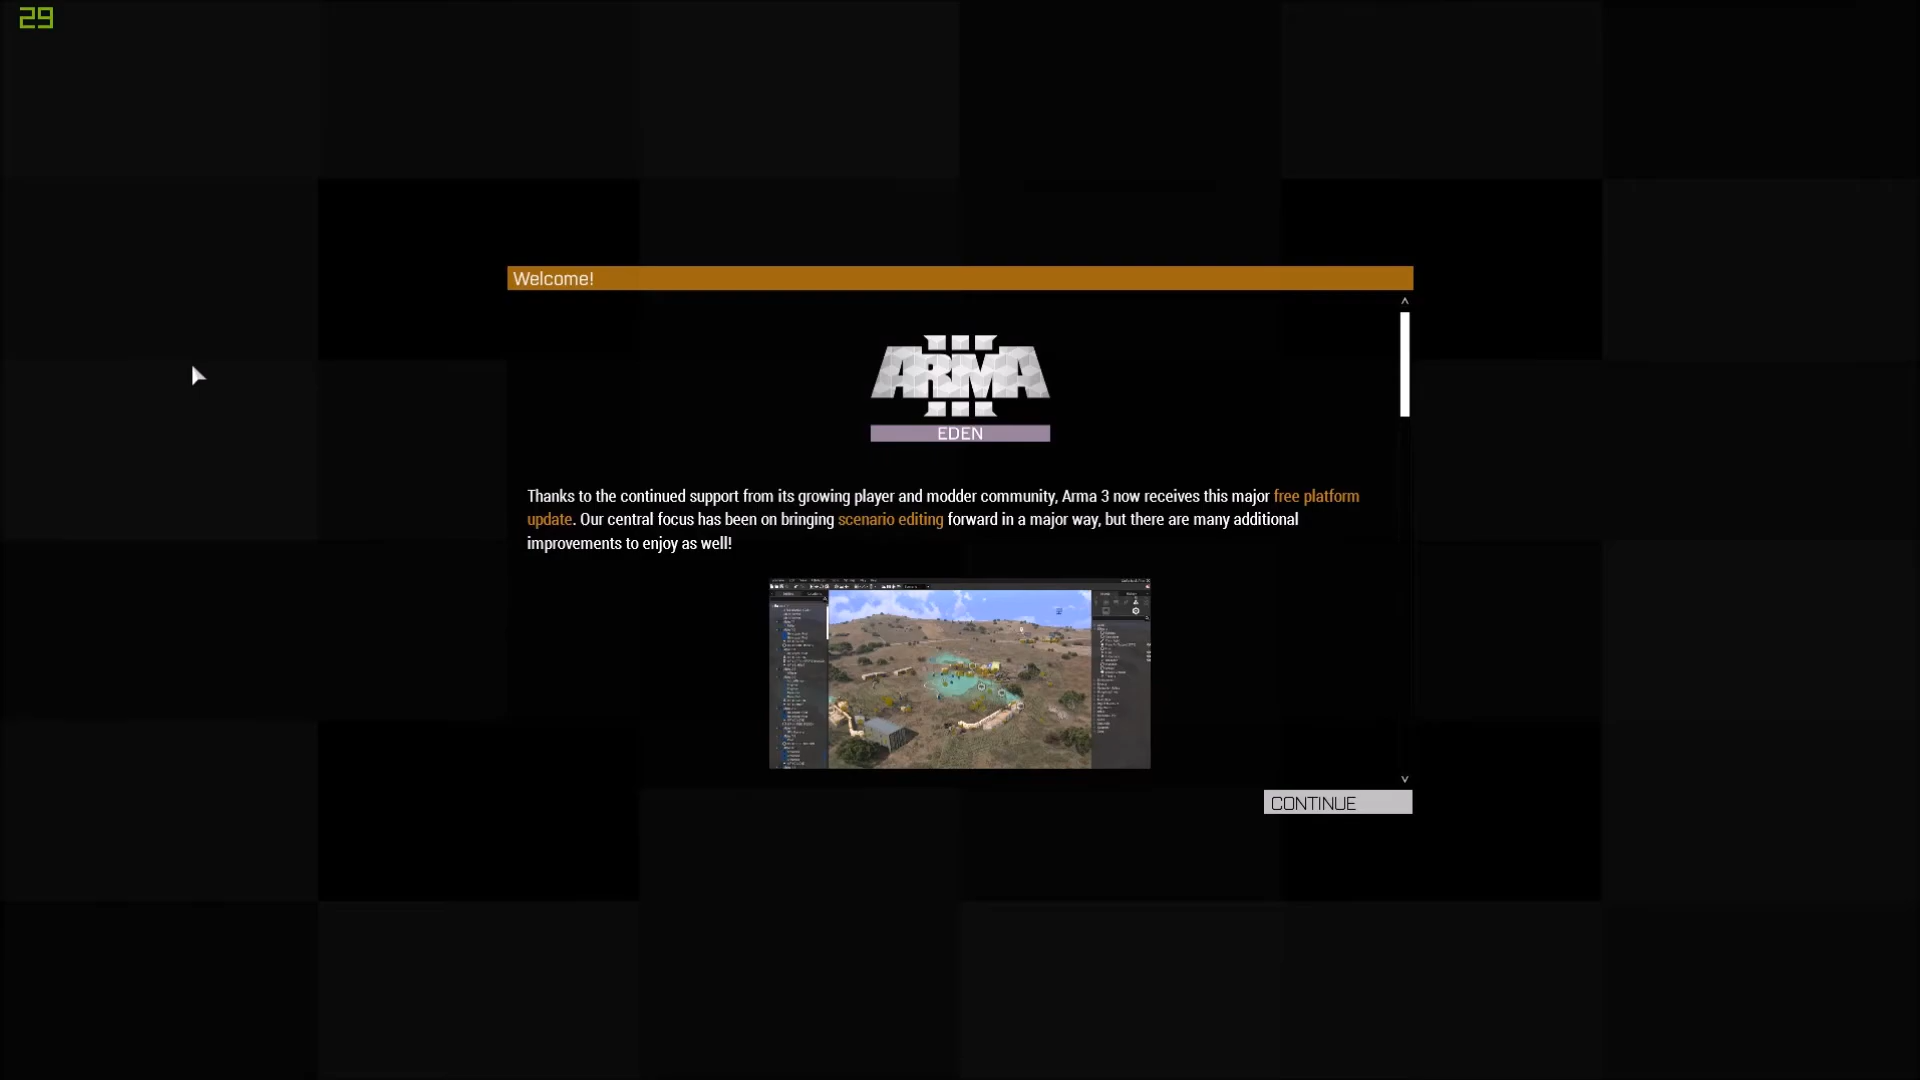 29
Welcome!
ARMA
III
EDEN
Thanks to the continued support from its growing player and modder community, Arma 3 now receives this major free platform
update. Our central focus has been on bringing scenario editing forward in a major way, but there are many additional
improvements to enjoy as well!
CONTINUE